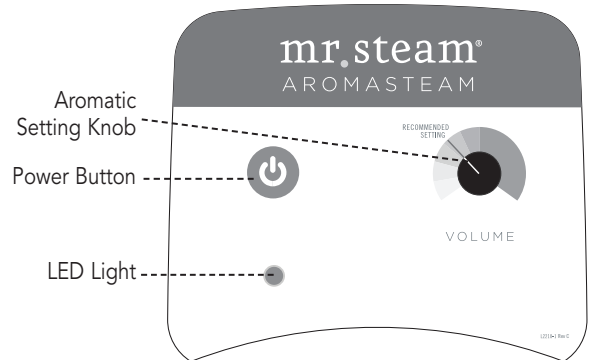 mr.steam®
AROMASTEAM
Aromatic
Setting Knob
RECOMMENDED
SETTING
Power Button
VOLUME
LED Light